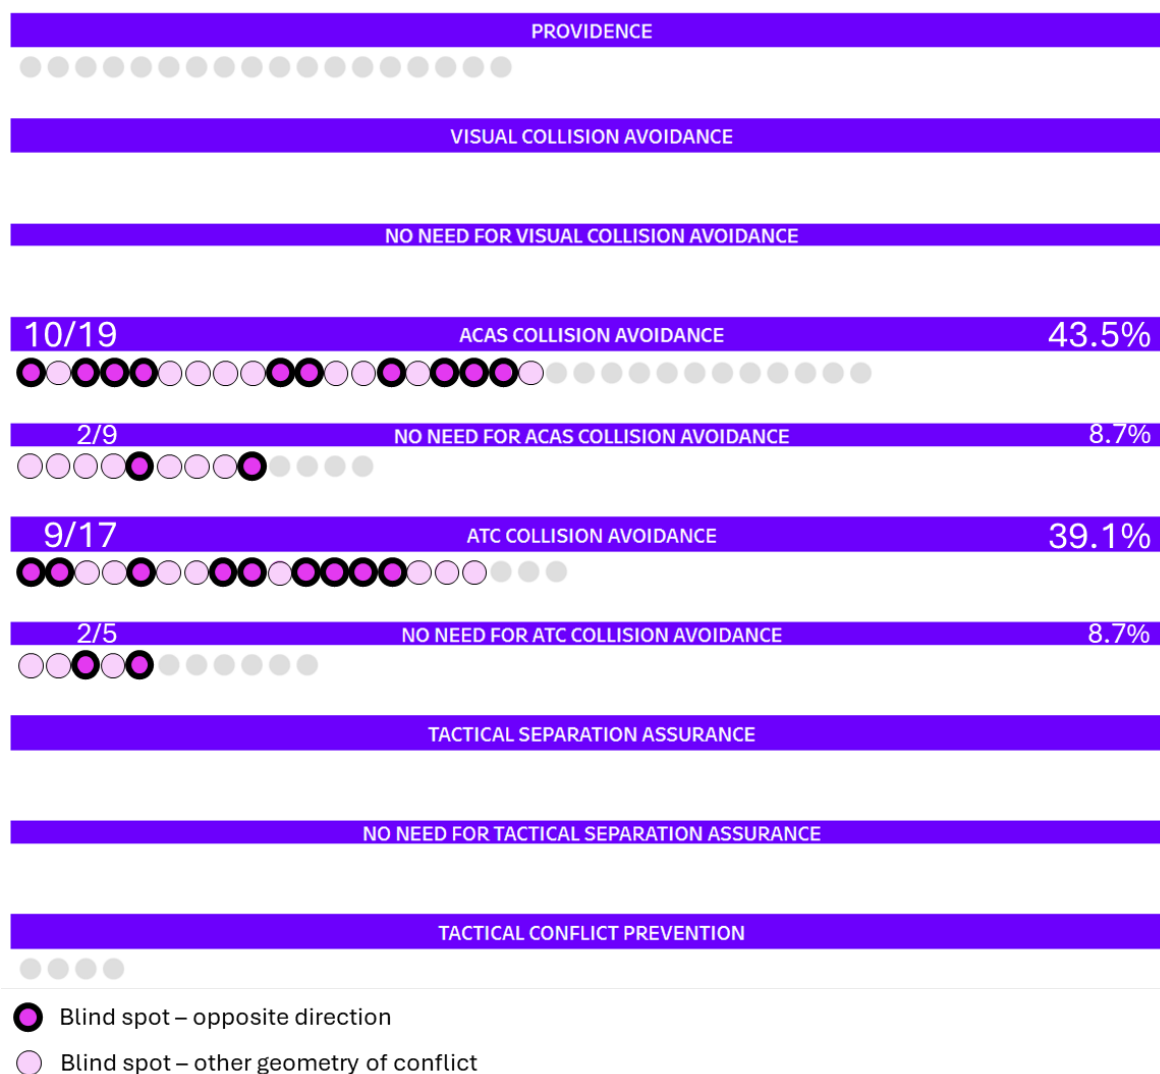 PROVIDENCE
VISUAL COLLISION AVOIDANCE
NO NEED FOR VISUAL COLLISION AVOIDANCE
10/19 ACAS COLLISION AVOIDANCE 43.5%
2/9 NO NEED FOR ACAS COLLISION AVOIDANCE 8.7%
9/17 ATC COLLISION AVOIDANCE 39.1%
2/5 NO NEED FOR ATC COLLISION AVOIDANCE 8.7%
TACTICAL SEPARATION ASSURANCE
NO NEED FOR TACTICAL SEPARATION ASSURANCE
TACTICAL CONFLICT PREVENTION
Blind spot – opposite direction
Blind spot – other geometry of conflict